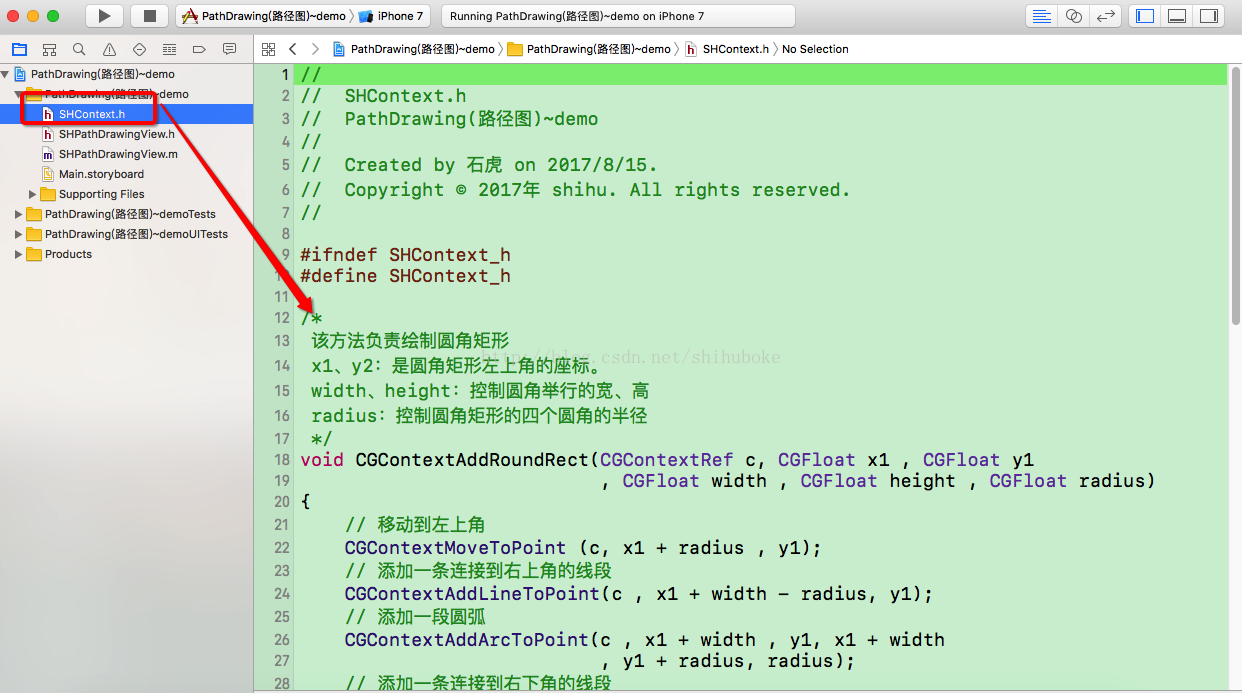 PathDrawing(路径图)~demo
iPhone 7
Running PathDrawing(路径图)~demo on iPhone 7
PathDrawing(路径图)~demo
PathDrawing(路径图)~demo
SHContext.h
No Selection
PathDrawing(路径图)~demo
PathDrawing(路径图)~demo
SHContext.h
SHPathDrawingView.h
SHPathDrawingView.m
Main.storyboard
Supporting Files
PathDrawing(路径图)~demoTests
PathDrawing(路径图)~demoUITests
Products
1 //
2 //  SHContext.h
3 //  PathDrawing(路径图)~demo
4 //
5 //  Created by 石虎 on 2017/8/15.
6 //  Copyright © 2017年 shihu. All rights reserved.
7 //
8
9 #ifndef SHContext_h
10 #define SHContext_h
11
12 /*
13 该方法负责绘制圆角矩形
14 x1、y2: 是圆角矩形左上角的座标。
15 width、height: 控制圆角举行的宽、高
16 radius: 控制圆角矩形的四个圆角的半径
17 */
18 void CGContextAddRoundRect(CGContextRef c, CGFloat x1 , CGFloat y1
19 , CGFloat width , CGFloat height , CGFloat radius)
20 {
21 // 移动到左上角
22 CGContextMoveToPoint (c, x1 + radius , y1);
23 // 添加一条连接到右上角的线段
24 CGContextAddLineToPoint(c , x1 + width - radius, y1);
25 // 添加一段圆弧
26 CGContextAddArcToPoint(c , x1 + width , y1, x1 + width
27 , y1 + radius, radius);
28 // 添加一条连接到右下角的线段
http://blog.csdn.net/shihuboke